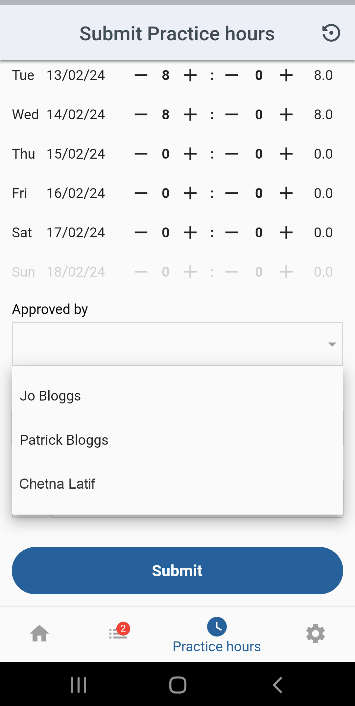 Submit Practice hours
Tue 13/02/24 — 8 + : — 0 + 8.0
Wed 14/02/24 — 8 + : — 0 + 8.0
Thu 15/02/24 — 0 + : — 0 + 0.0
Fri 16/02/24 — 0 + : — 0 + 0.0
Sat 17/02/24 — 0 + : — 0 + 0.0
Sun 18/02/24 — 0 + : — 0 + 0.0
Approved by
Jo Bloggs
Patrick Bloggs
Chetna Latif
Submit
2
Practice hours